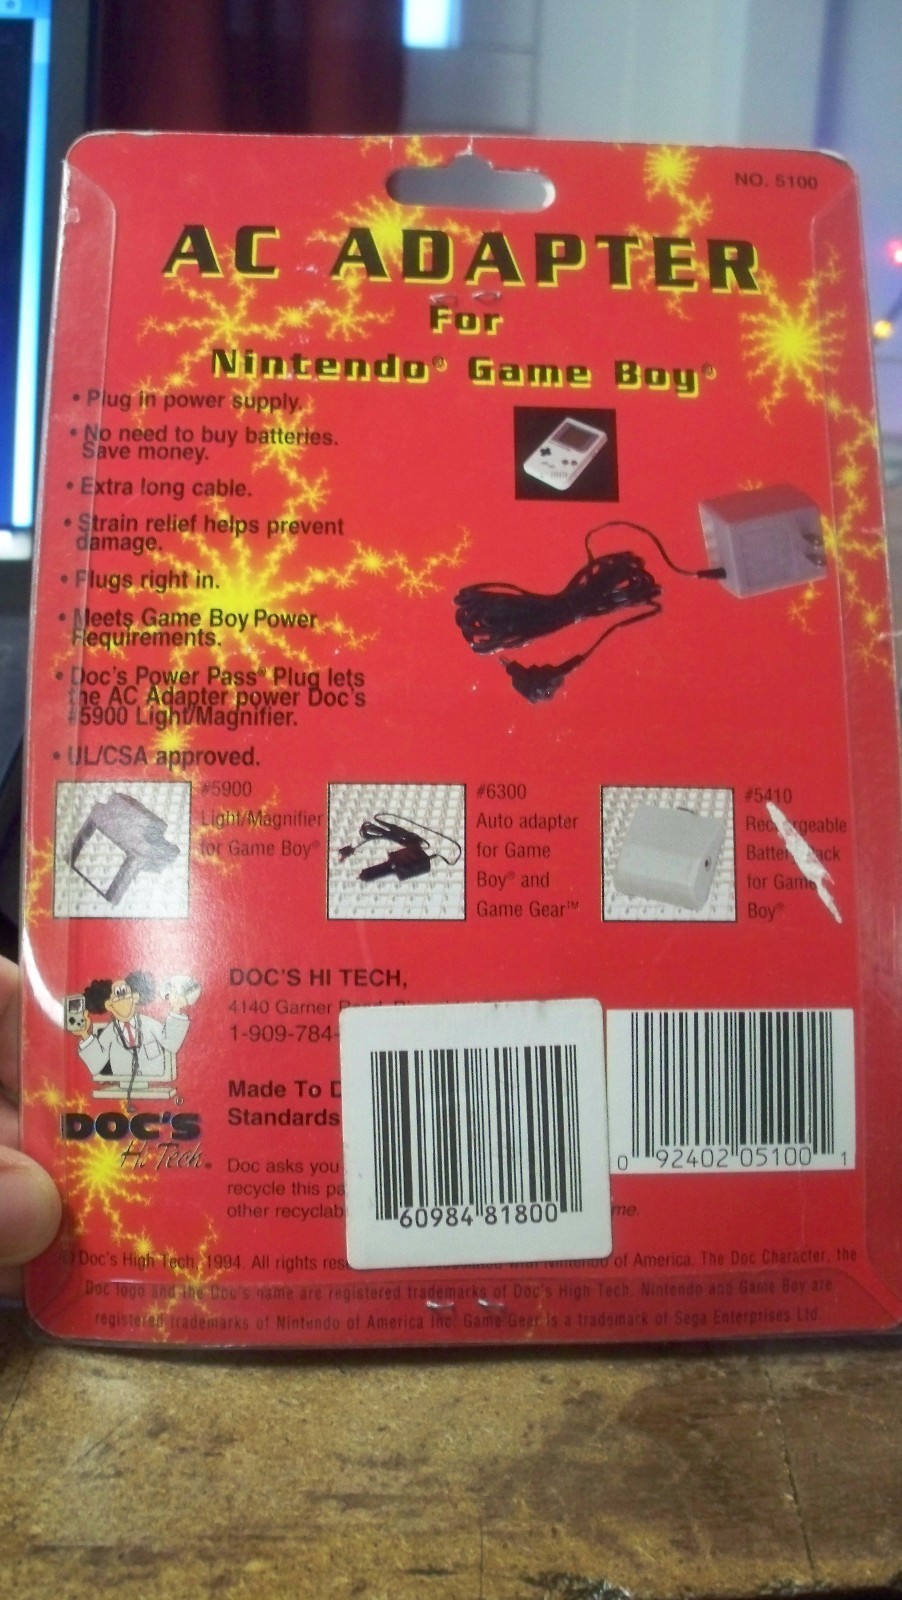 NO. 5100
AC ADAPTER
For
Nintendo® Game Boy®
• Plug in power supply.
• No need to buy batteries.
Save money.
• Extra long cable.
• Strain relief helps prevent
damage.
• Plugs right in.
• Meets Game Boy Power
Requirements.
• Doc's Power Pass® Plug lets
the AC Adapter power Doc's
#5900 Light/Magnifier.
• UL/CSA approved.
#5900
Light/Magnifier
for Game Boy®
#6300
Auto adapter
for Game
Boy® and
Game Gear™
#5410
Rechargeable
Battery Pack
for Game
Boy®
DOC'S HI TECH,
4140 Garner
1-909-784-
Made To
Standards
Doc asks you
recycle this
other
DOC'S
Hi Tech®
60984 81800
0 92402 05100 1
© Doc's High Tech, 1994. All rights of America. The Doc Character, the
Doc logo and the Doc's name are registered trademarks of Doc's High Tech. Nintendo and Game Boy are
registered trademarks of Nintendo of America Inc. Game Gear is a trademark of Sega Enterprises Ltd.